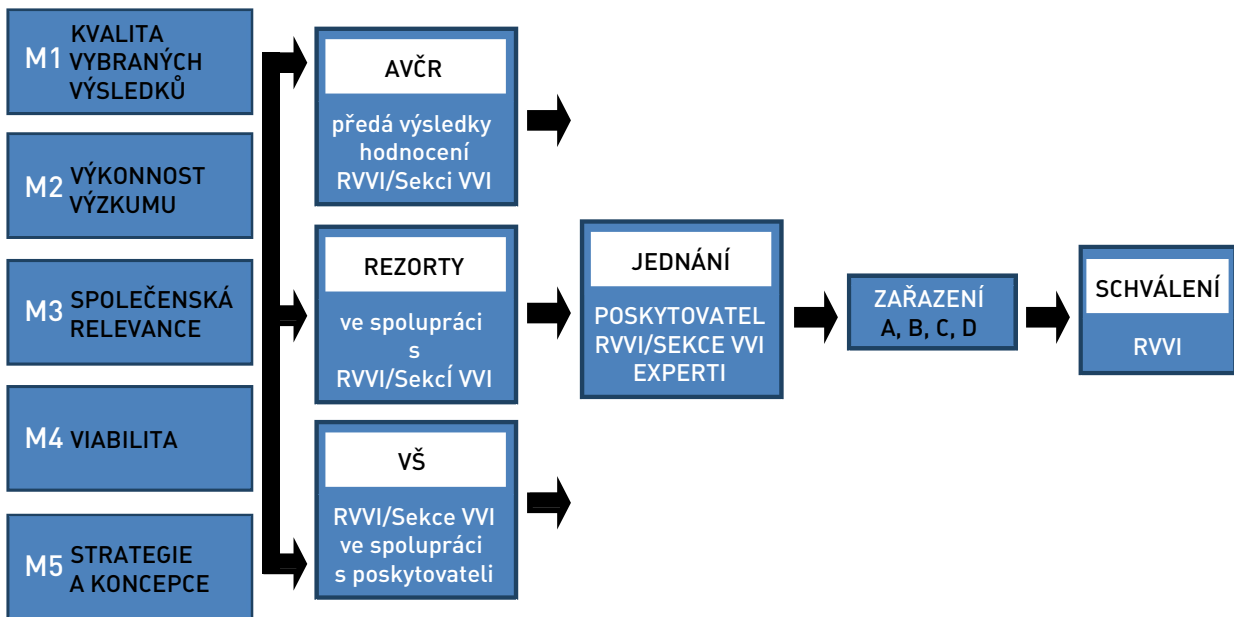 M1 KVALITA
VYBRANÝCH
VÝSLEDKŮ
M2 VÝKONNOST
VÝZKUMU
M3 SPOLEČENSKÁ
RELEVANCE
M4 VIABILITA
M5 STRATEGIE
A KONCEPCE
AVČR
předá výsledky
hodnocení
RVVI/Sekci VVI
REZORTY
ve spolupráci
s
RVVI/SekcÍ VVI
VŠ
RVVI/Sekce VVI
ve spolupráci
s poskytovateli
JEDNÁNÍ
POSKYTOVATEL
RVVI/SEKCE VVI
EXPERTI
ZAŘAZENÍ
A, B, C, D
SCHVÁLENÍ
RVVI